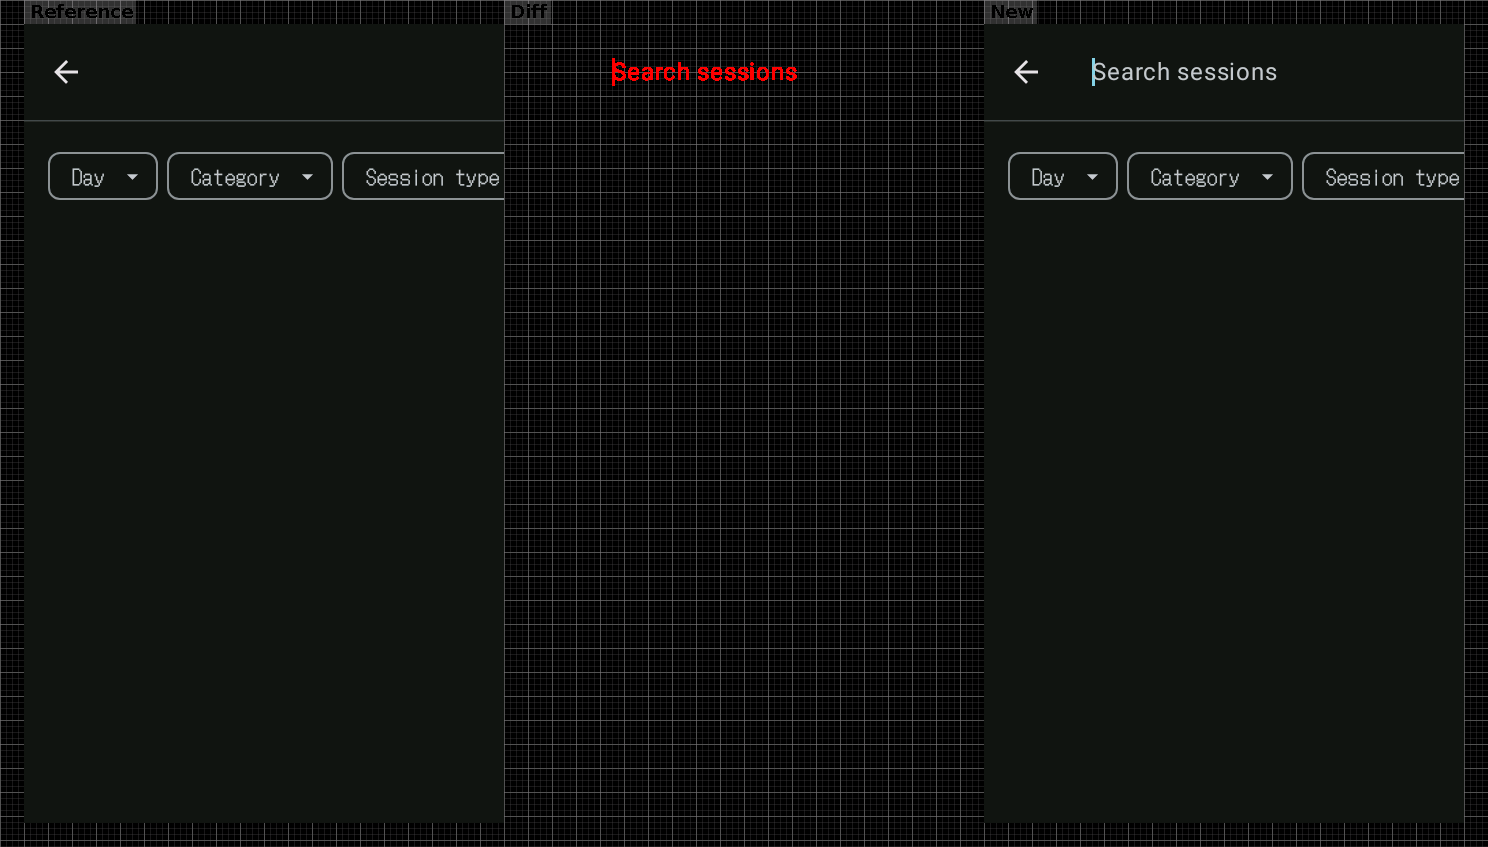 Reference
Diff
New
Search sessions
Search sessions
Day
Category
Session type
Day
Category
Session type